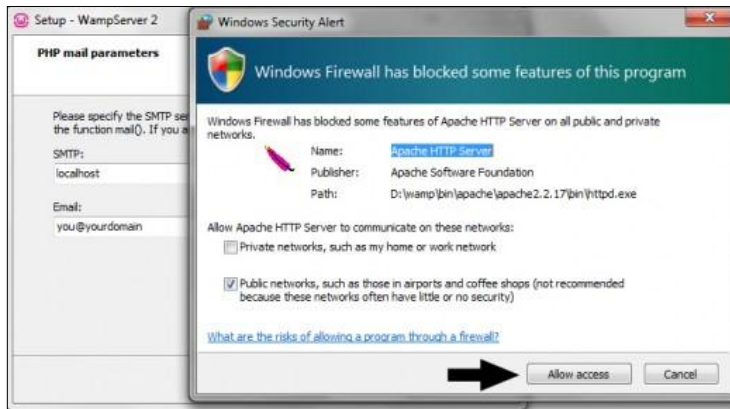 Setup - WampServer 2
PHP mail parameters
Please specify the SMTP ser
the function mail(). If you a
SMTP:
localhost
Email:
you@yourdomain
Windows Security Alert
Windows Firewall has blocked some features of this program
Windows Firewall has blocked some features of Apache HTTP Server on all public and private
networks.
Name: Apache HTTP Server
Publisher: Apache Software Foundation
Path: D:\wamp\bin\apache\apache2.2.17\bin\httpd.exe
Allow Apache HTTP Server to communicate on these networks:
Private networks, such as my home or work network
Public networks, such as those in airports and coffee shops (not recommended
because these networks often have little or no security)
What are the risks of allowing a program through a firewall?
Allow access Cancel